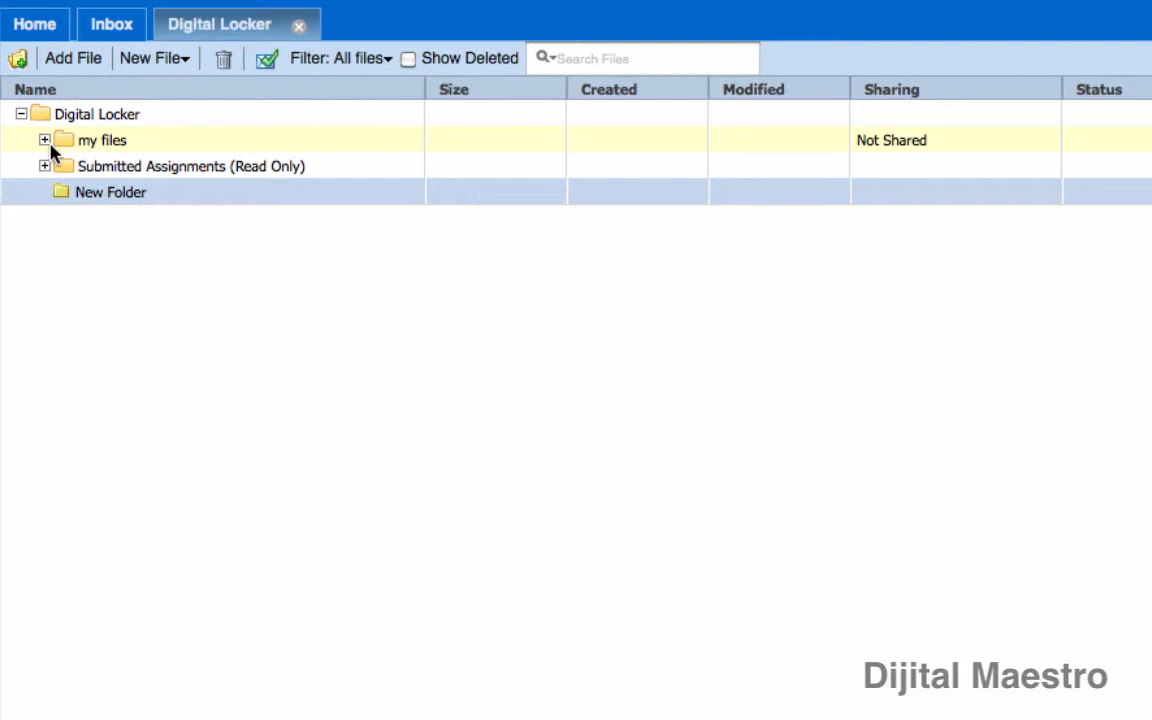 Home Inbox Digital Locker
Add File New File Filter: All files Show Deleted Search Files
Name Size Created Modified Sharing Status
Digital Locker
my files Not Shared
Submitted Assignments (Read Only)
New Folder
Dijital Maestro